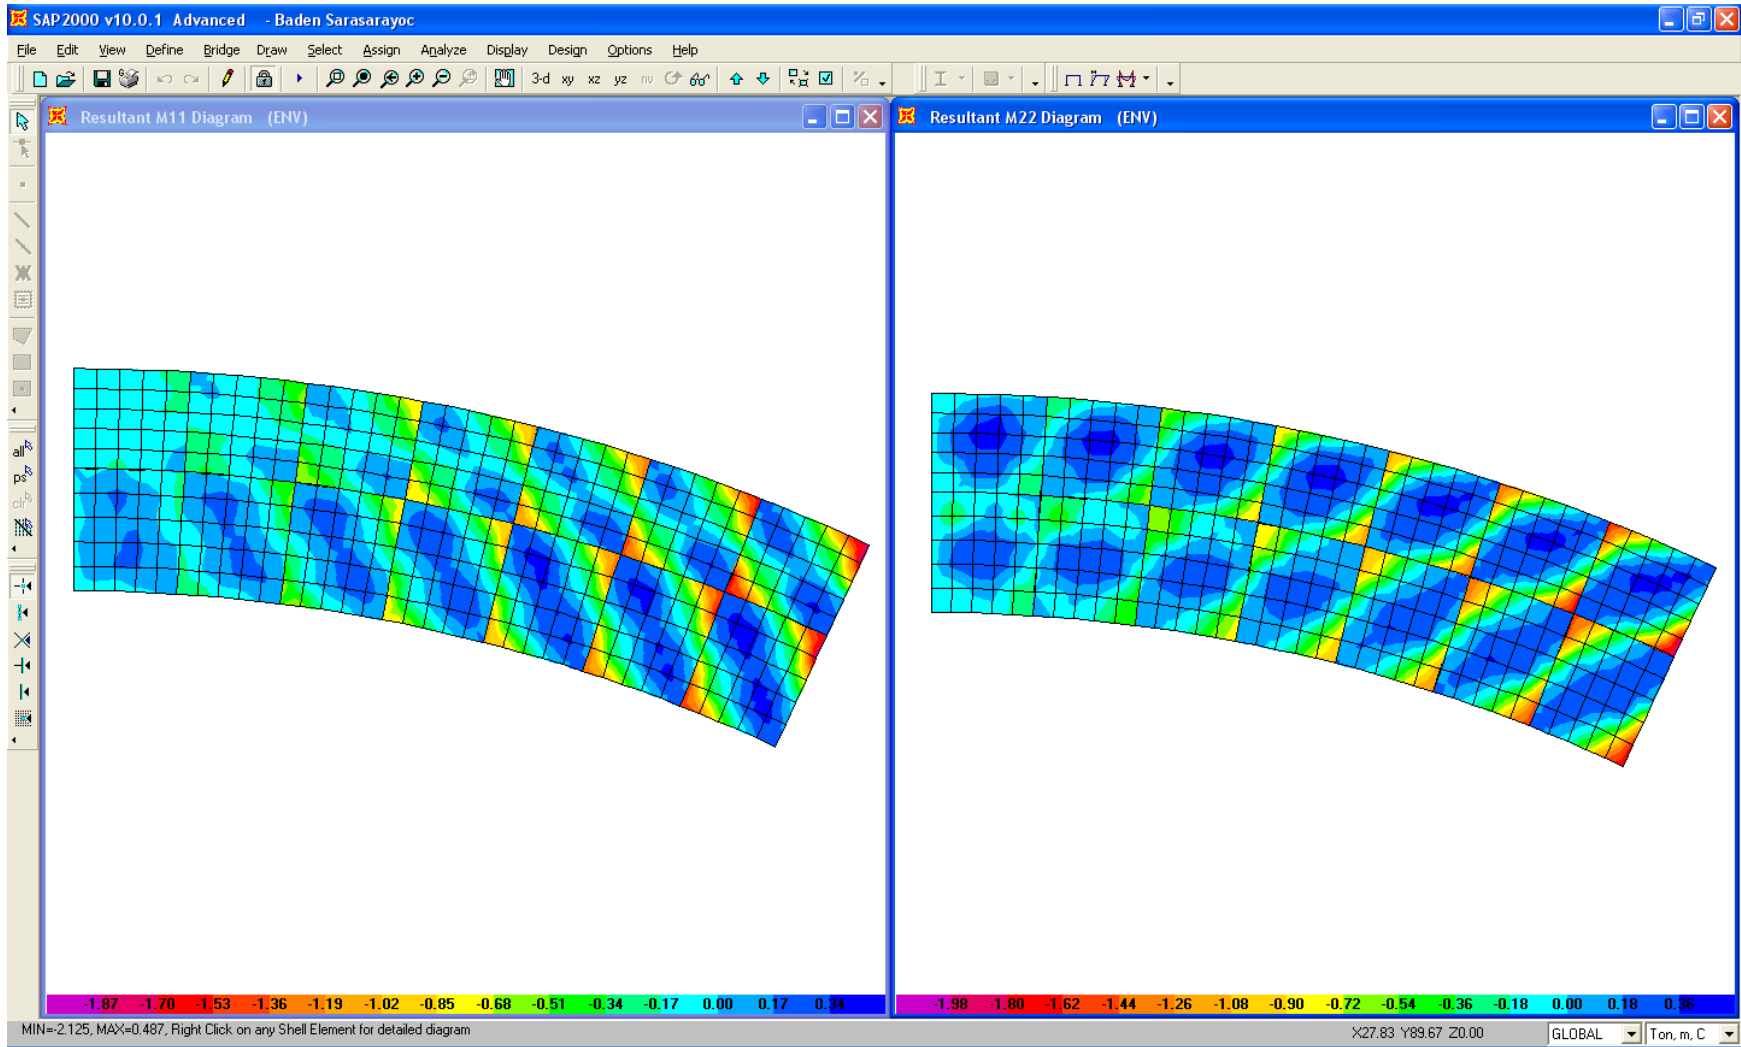 SAP2000 v10.0.1 Advanced - Baden Sarasarayoc
File Edit View Define Bridge Draw Select Assign Analyze Display Design Options Help
3-d xy xz yz nv
Resultant M11 Diagram (ENV)
Resultant M22 Diagram (ENV)
all
ps
clr
-1.87 -1.70 -1.53 -1.36 -1.19 -1.02 -0.85 -0.68 -0.51 -0.34 -0.17 0.00 0.17 0.34
-1.98 -1.80 -1.62 -1.44 -1.26 -1.08 -0.90 -0.72 -0.54 -0.36 -0.18 0.00 0.18 0.36
MIN=-2.125, MAX=0.487, Right Click on any Shell Element for detailed diagram
X27.83 Y89.67 Z0.00
GLOBAL
Ton, m, C